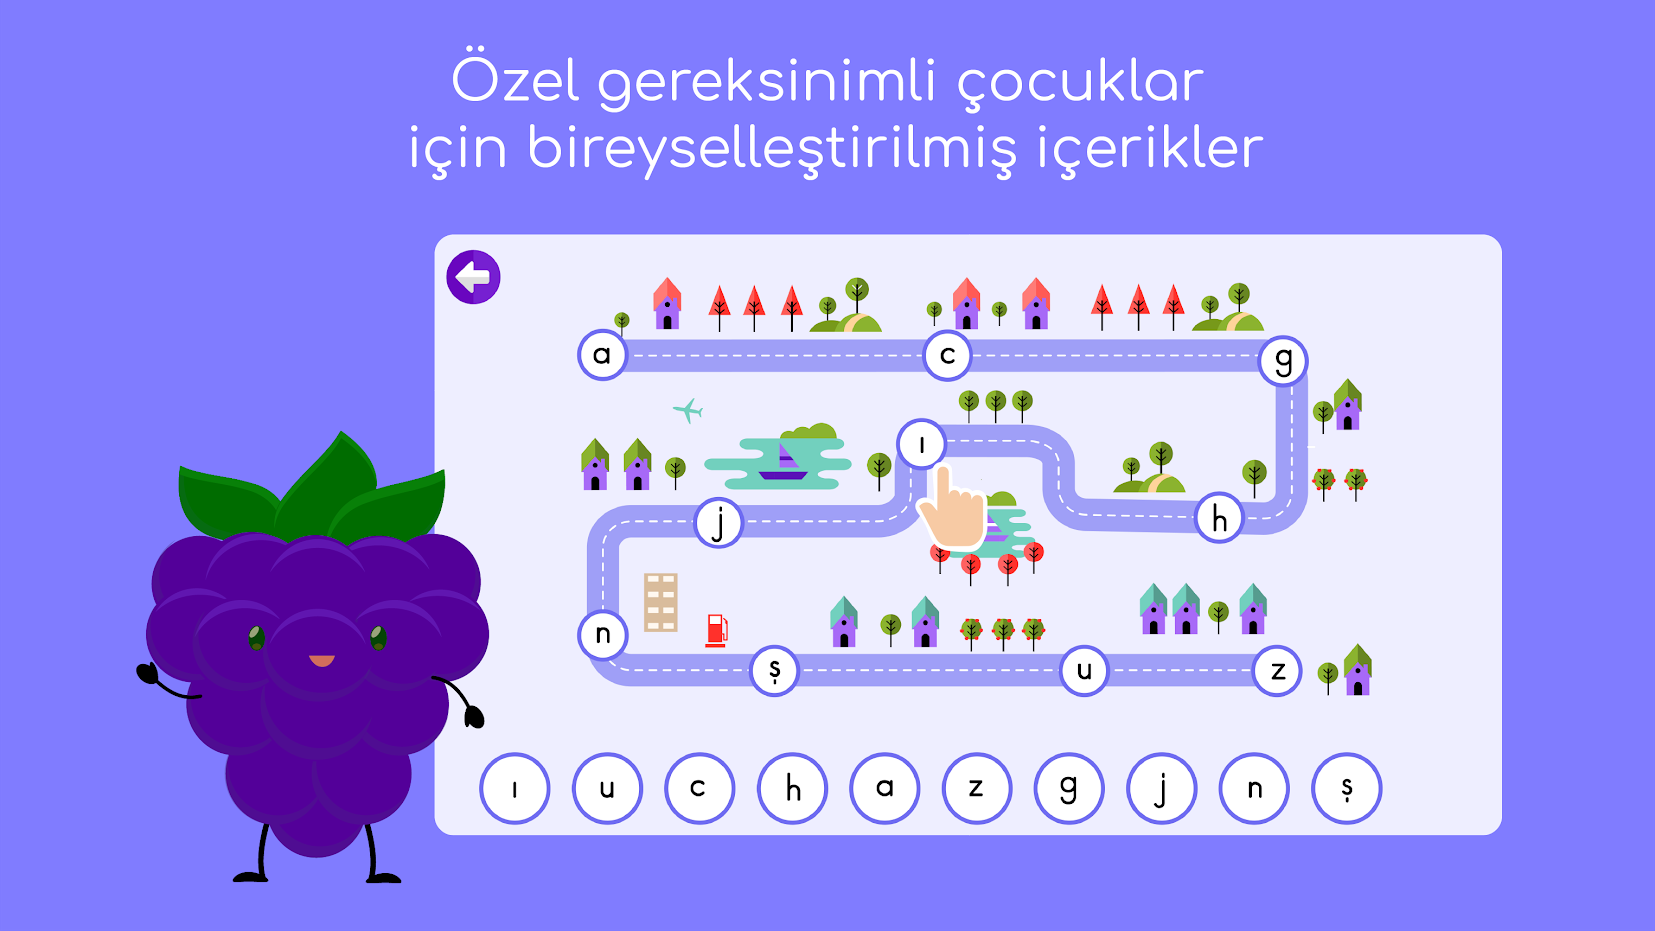 Özel gereksinimli çocuklar
için bireyselleştirilmiş içerikler
a c g
ı
j h
n
ş u z
ı u c h a z g j n ş